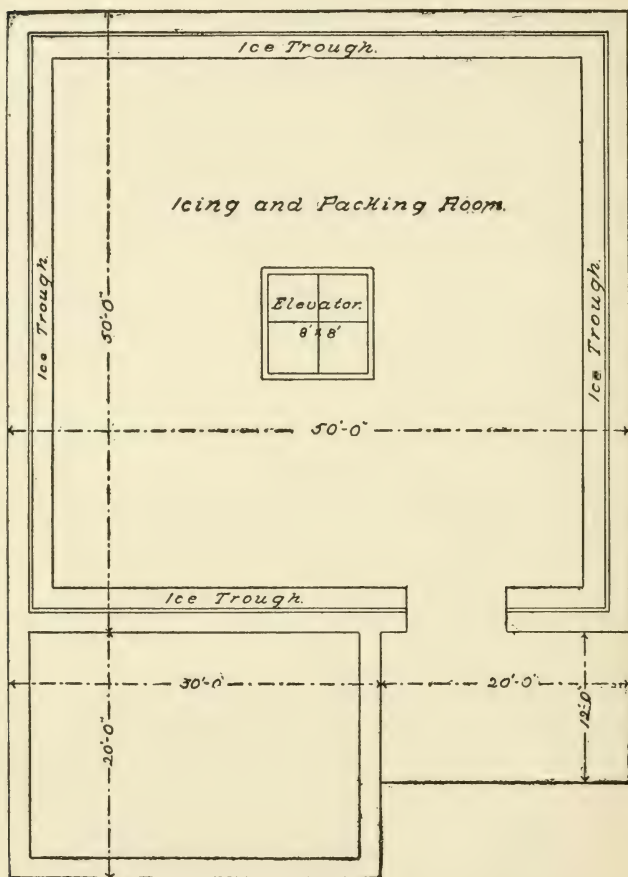 Ice Trough.
Icing and Packing Room.
Ice Trough.
50'-0"
Elevator.
8' x 8'
Ice Trough.
50'-0"
Ice Trough.
30'-0"
20'-0"
20'-0"
12'-0"